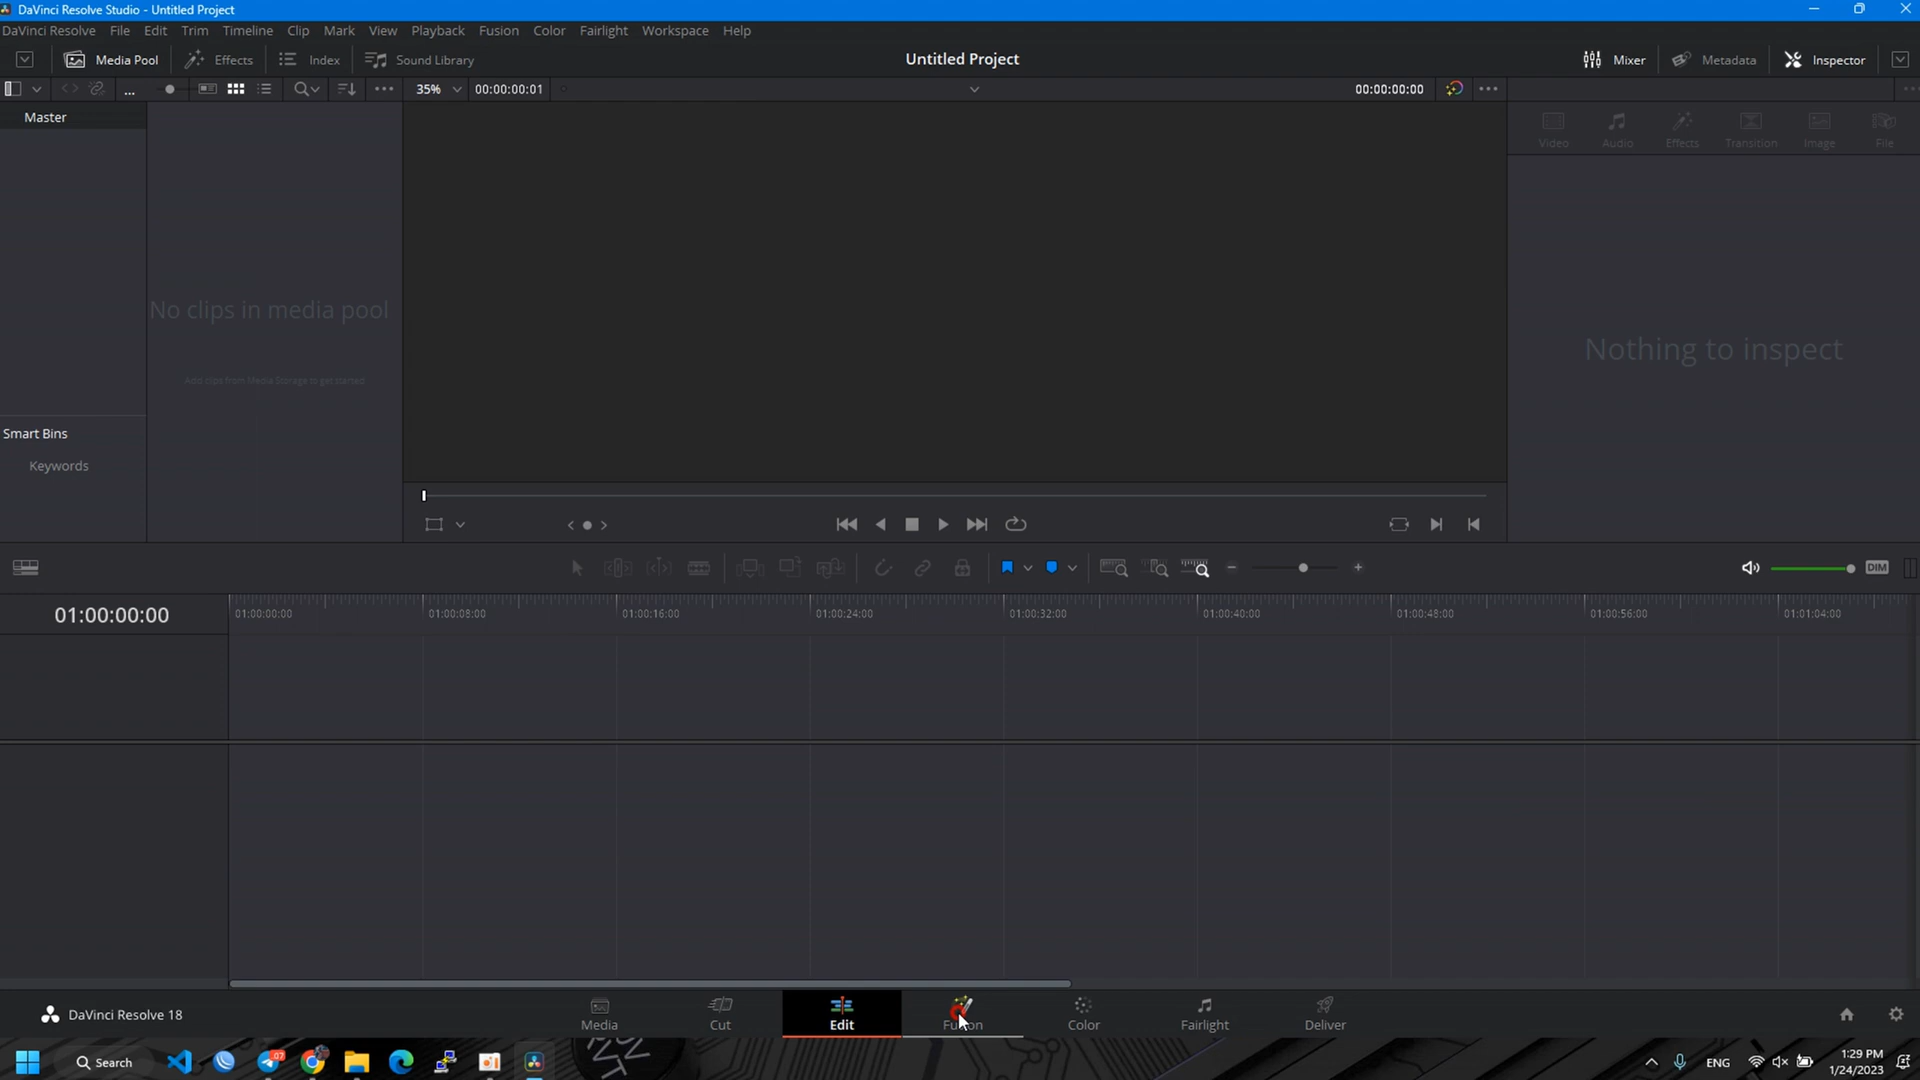 DaVinci Resolve Studio - Untitled Project
DaVinci Resolve File Edit Trim Timeline Clip Mark View Playback Fusion Color Fairlight Workspace Help
Media Pool Effects Index Sound Library Untitled Project Mixer Metadata Inspector
... 35% 00:00:00:01 00:00:00:00
Master
Video Audio Effects Transition Image File
No clips in media pool
Add clips from Media Storage to get started
Nothing to inspect
Smart Bins
Keywords
DIM
01:00:00:00
01:00:00:00 01:00:08:00 01:00:16:00 01:00:24:00 01:00:32:00 01:00:40:00 01:00:48:00 01:00:56:00 01:01:04:00
DaVinci Resolve 18
Media Cut Edit Fusion Color Fairlight Deliver
Search
07
ENG
1:29 PM
1/24/2023